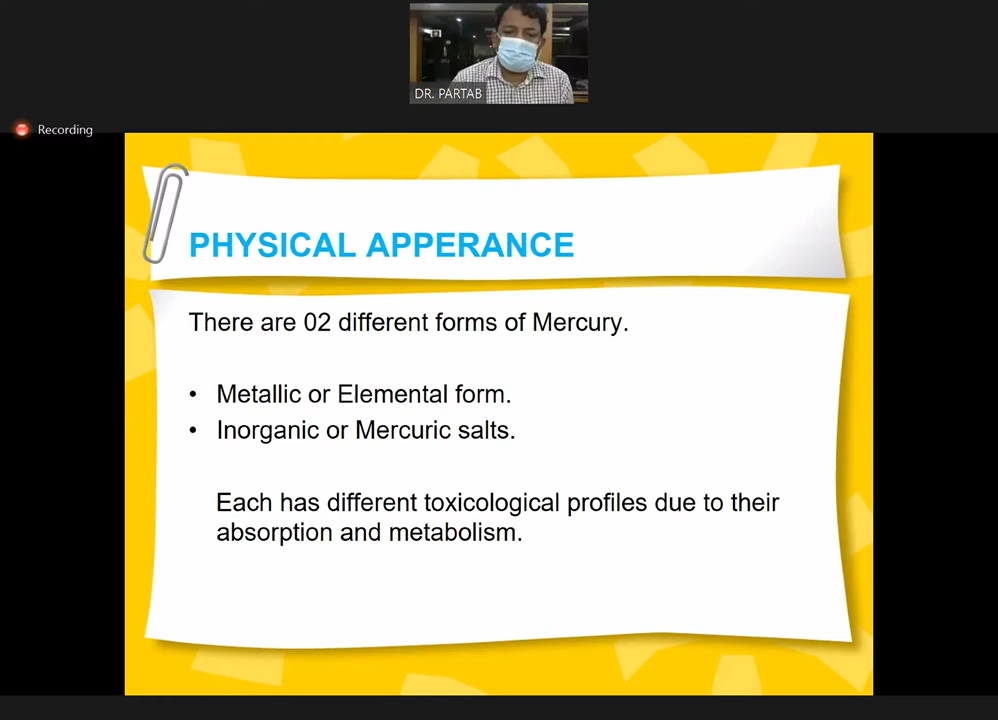 DR. PARTAB
Recording
PHYSICAL APPERANCE
There are 02 different forms of Mercury.
• Metallic or Elemental form.
• Inorganic or Mercuric salts.
Each has different toxicological profiles due to their
absorption and metabolism.